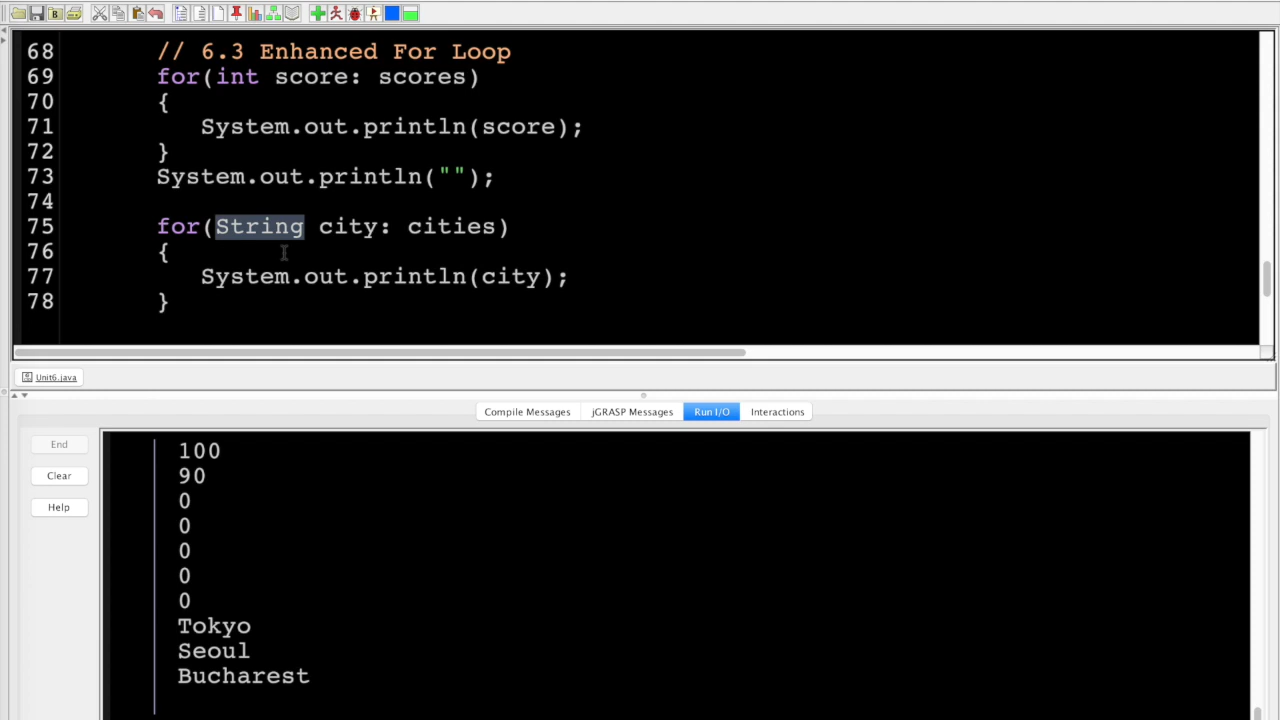 68 // 6.3 Enhanced For Loop
69 for(int score: scores)
70 {
71 System.out.println(score);
72 }
73 System.out.println("");
74
75 for(String city: cities)
76 {
77 System.out.println(city);
78 }
Unit6.java
Compile Messages jGRASP Messages Run I/O Interactions
End
Clear
Help
100
90
0
0
0
0
0
Tokyo
Seoul
Bucharest